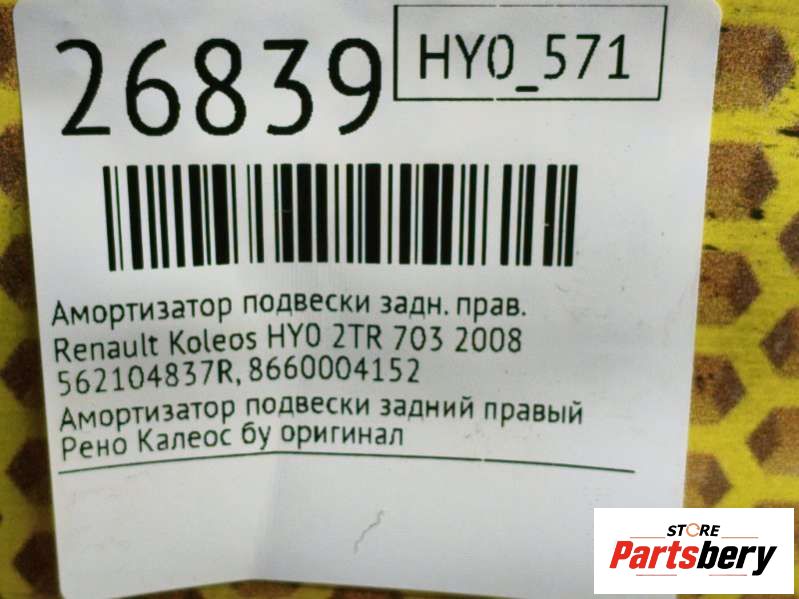 26839
HY0_571
Амортизатор подвески задн. прав.
Renault Koleos HY0 2TR 703 2008
562104837R, 8660004152
Амортизатор подвески задний правый
Рено Калеос бу оригинал
STORE
Partsbery